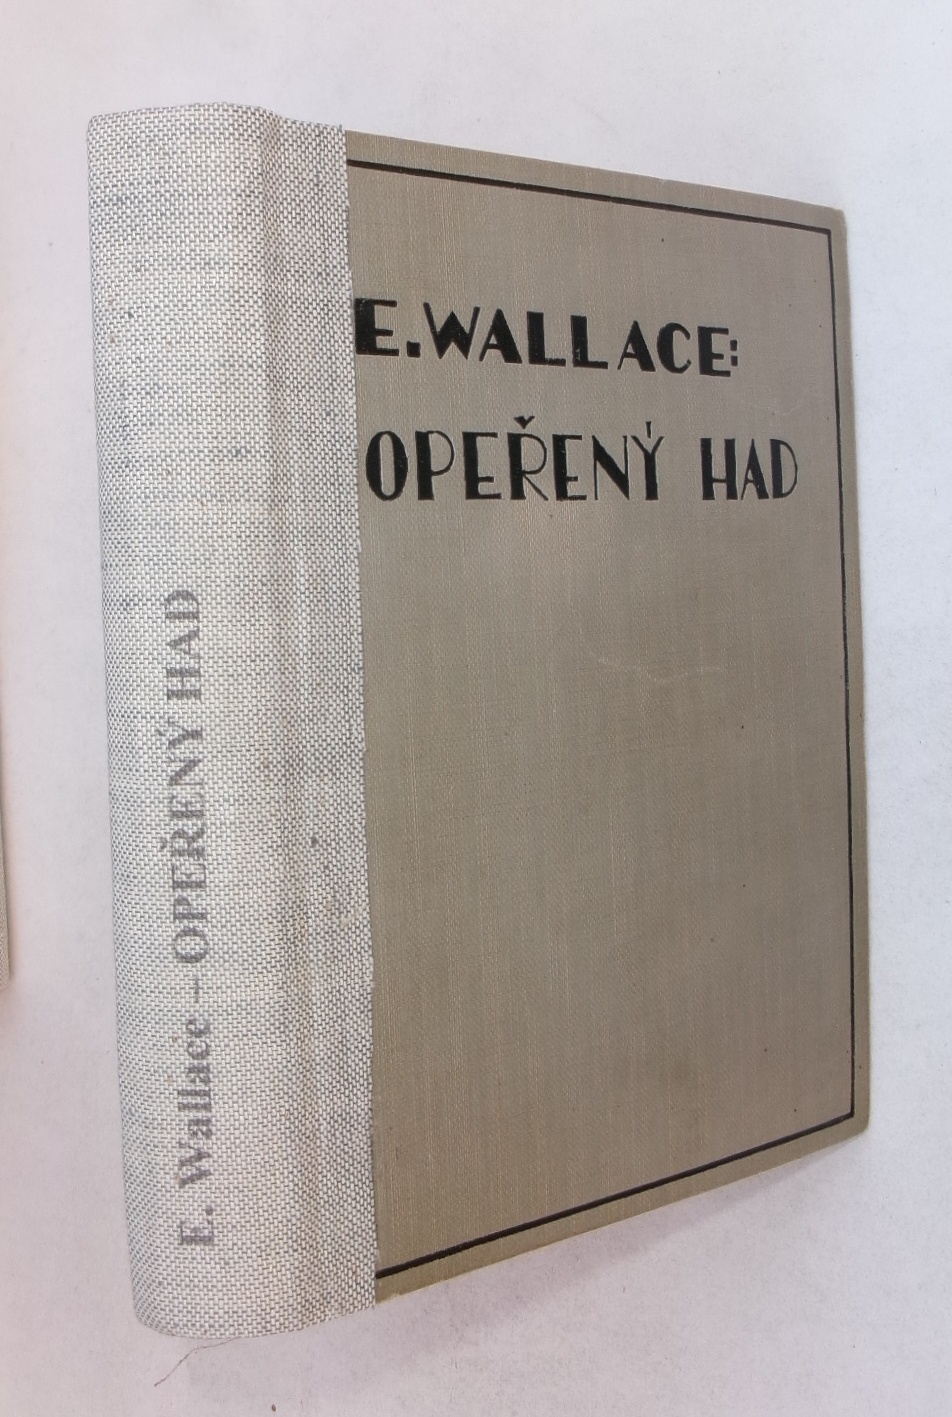 E. WALLACE:
OPEŘENÝ HAD
E. Wallace – OPEŘENÝ HAD